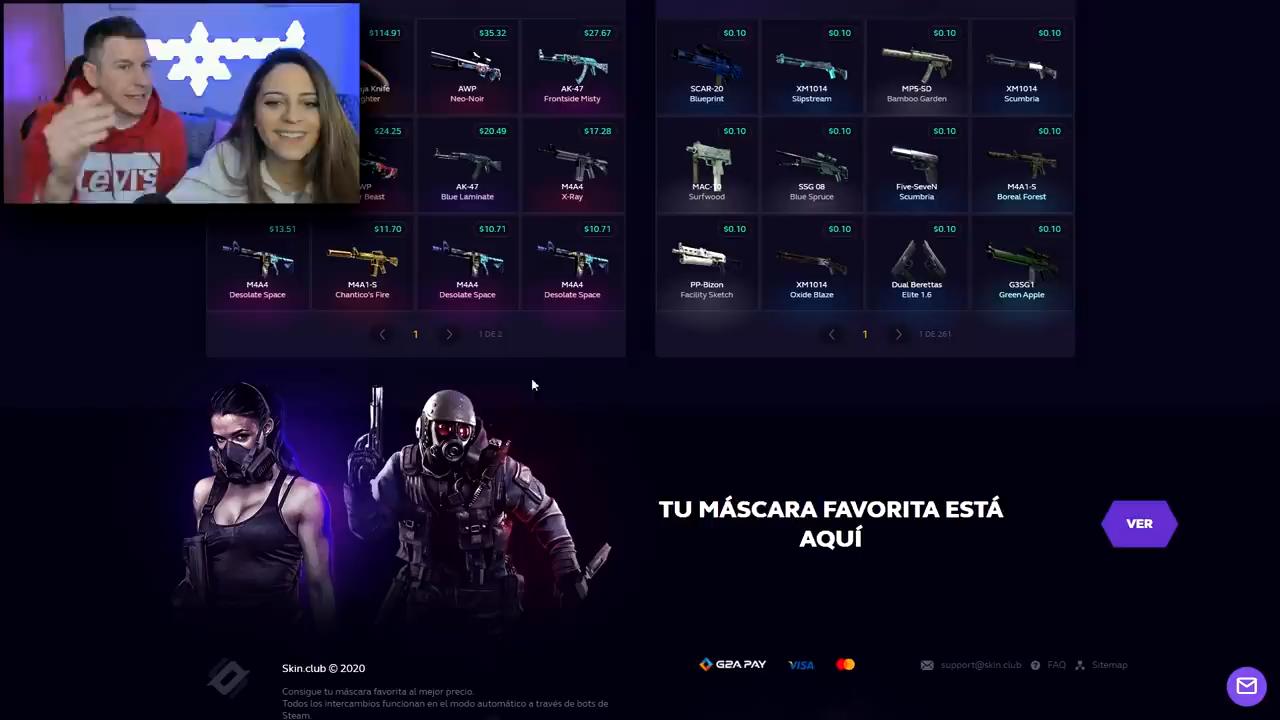 $114.91
$35.32
$27.67
Levi's
AWP
AK-47
Neo-Noir
Frontside Misty
$24.25
$20.49
$17.28
AK-47
M4A4
Beast
Blue Laminate
X-Ray
$13.51
$11.70
$10.71
$10.71
M4A4
M4A1-S
M4A4
M4A4
Desolate Space
Chantico's Fire
Desolate Space
Desolate Space
1
1 DE 2
$0.10
$0.10
$0.10
$0.10
SCAR-20
XM1014
MP5-SD
XM1014
Blueprint
Slipstream
Bamboo Garden
Scumbria
$0.10
$0.10
$0.10
$0.10
MAC-10
SSG 08
Five-SeveN
M4A1-S
Surfwood
Blue Spruce
Scumbria
Boreal Forest
$0.10
$0.10
$0.10
$0.10
PP-Bizon
XM1014
Dual Berettas
G3SG1
Facility Sketch
Oxide Blaze
Elite 1.6
Green Apple
1
1 DE 261
TU MÁSCARA FAVORITA ESTÁ
AQUÍ
VER
Skin.club © 2020
G2A PAY
VISA
support@skin.club
FAQ
Sitemap
Consigue tu máscara favorita al mejor precio.
Todos los intercambios funcionan en el modo automático a través de bots de
Steam.